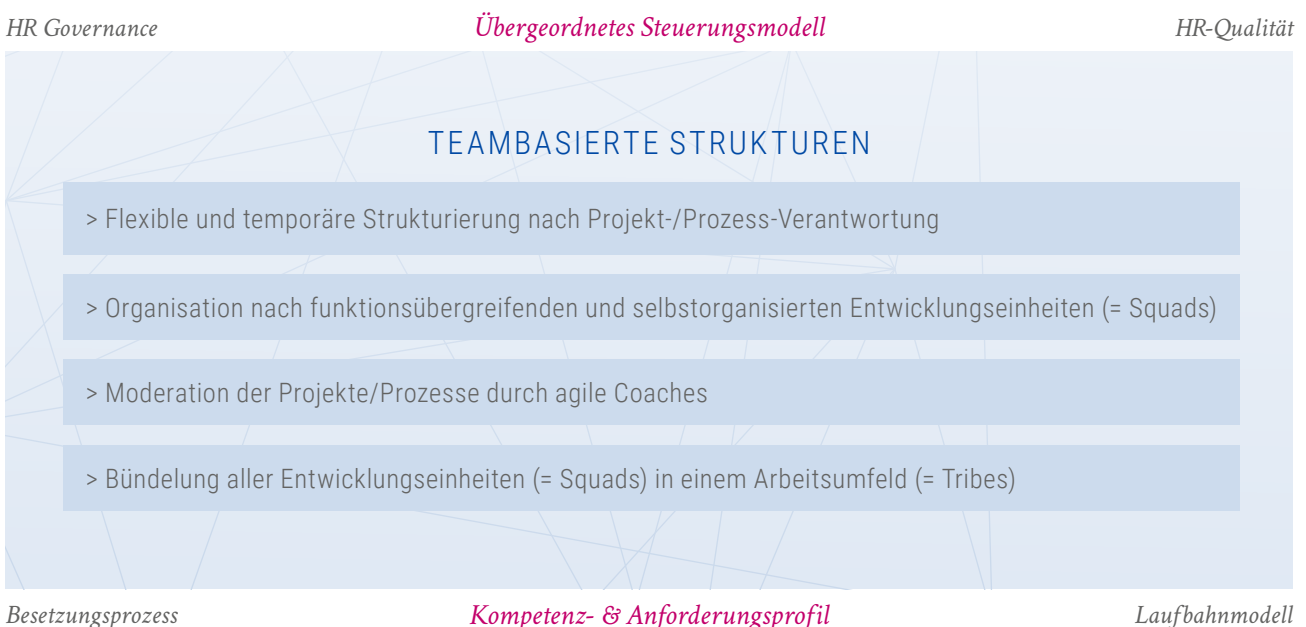 HR Governance
Übergeordnetes Steuerungsmodell
HR-Qualität
TEAMBASIERTE STRUKTUREN
> Flexible und temporäre Strukturierung nach Projekt-/Prozess-Verantwortung
> Organisation nach funktionsübergreifenden und selbstorganisierten Entwicklungseinheiten (= Squads)
> Moderation der Projekte/Prozesse durch agile Coaches
> Bündelung aller Entwicklungseinheiten (= Squads) in einem Arbeitsumfeld (= Tribes)
Besetzungsprozess
Kompetenz- & Anforderungsprofil
Laufbahnmodell